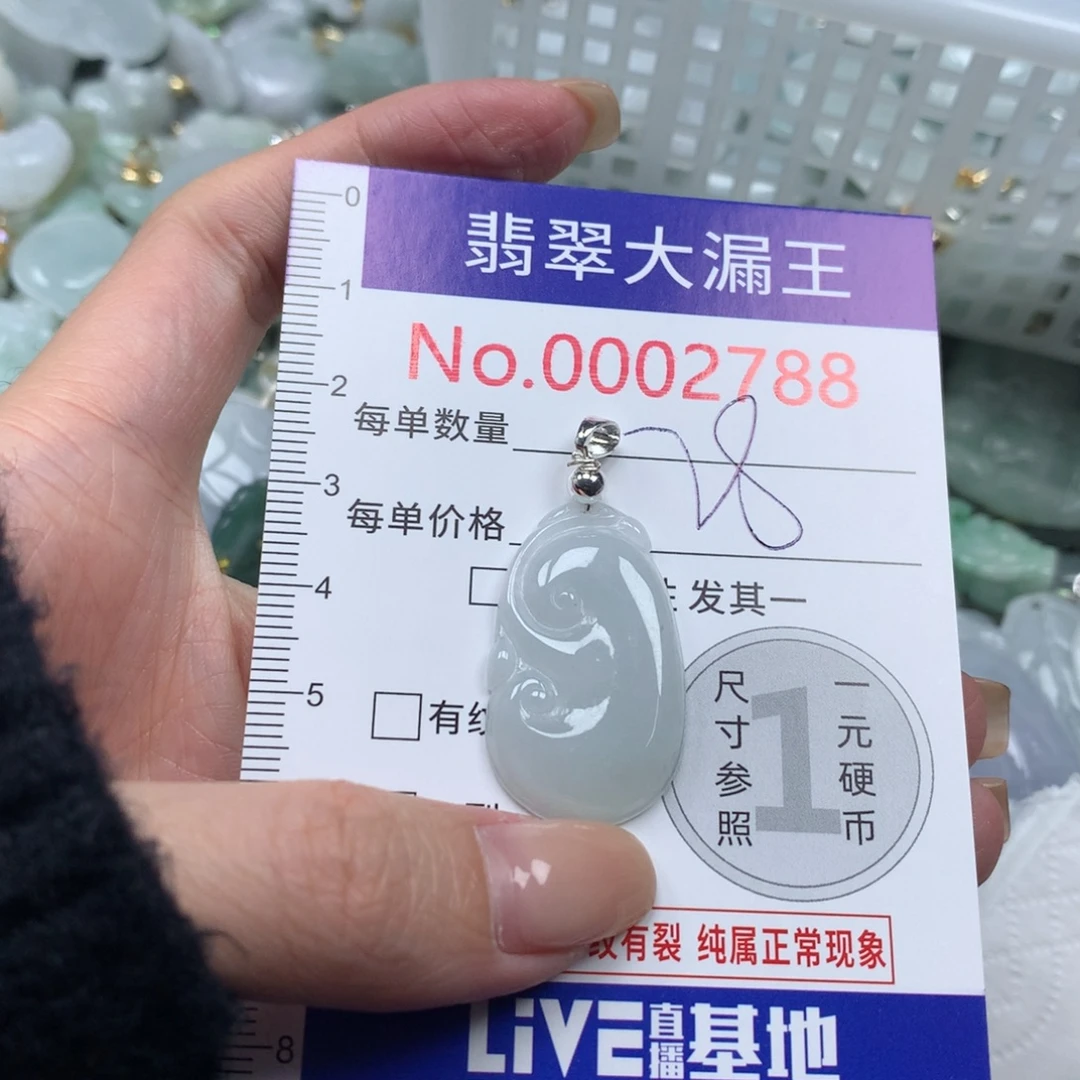 0
翡翠大漏王
1
No.0002788
2
每单数量
3
每单价格
4
发其一
5
有纹
尺寸参照
1
一元硬币
纹有裂 纯属正常现象
LiVE直播基地
8